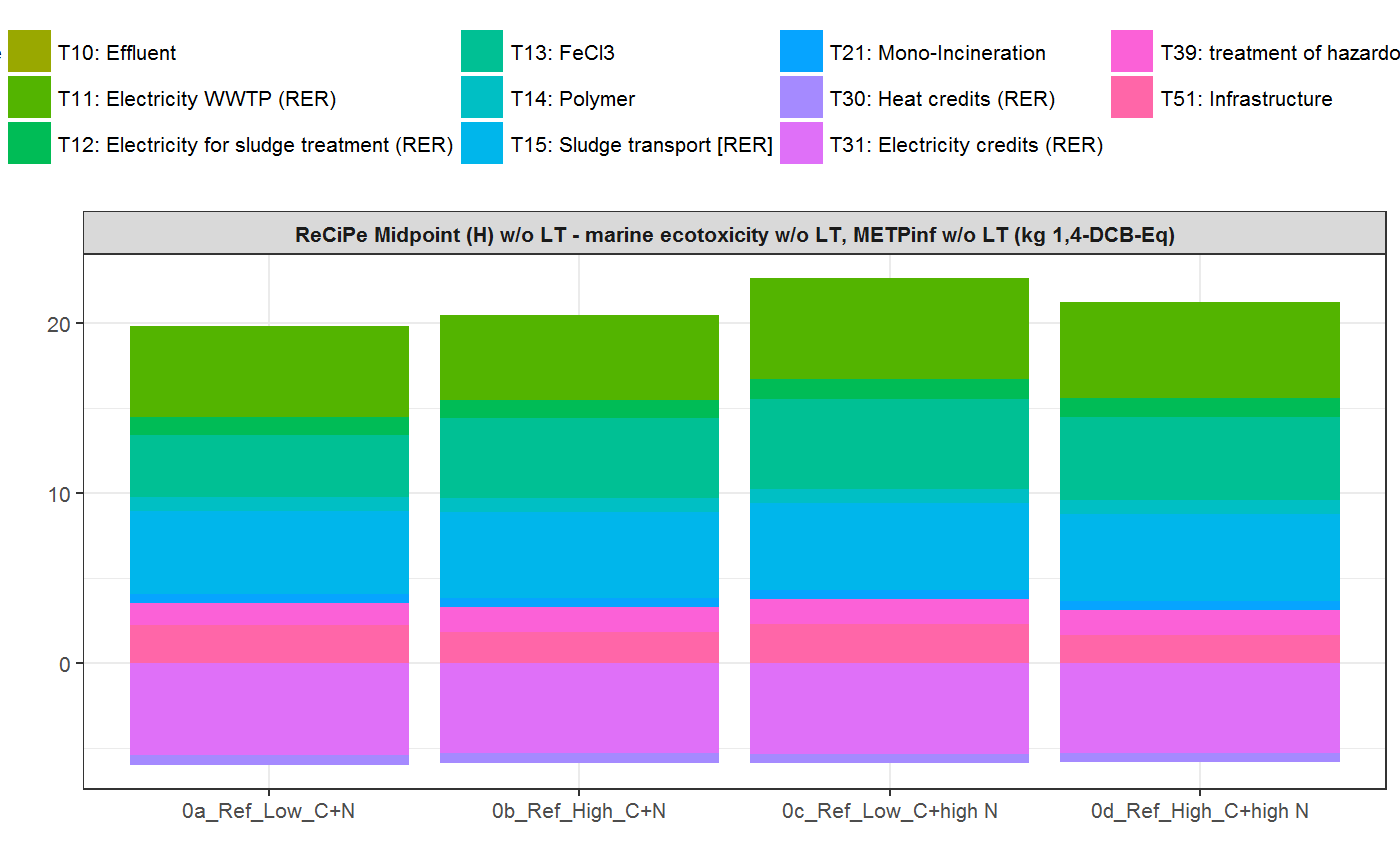 T10: Effluent T13: FeCl3 T21: Mono-Incineration T39: treatment of
T11: Electricity WWTP (RER) T14: Polymer T30: Heat credits (RER) T51: Infrastructure
T12: Electricity for sludge treatment (RER) T15: Sludge transport [RER] T31: Electricity credits (RER)
ReCiPe Midpoint (H) w/o LT - marine ecotoxicity w/o LT, METPinf w/o LT (kg 1,4-DCB-Eq)
20
10
0
0a_Ref_Low_C+N 0b_Ref_High_C+N 0c_Ref_Low_C+high N 0d_Ref_High_C+high N